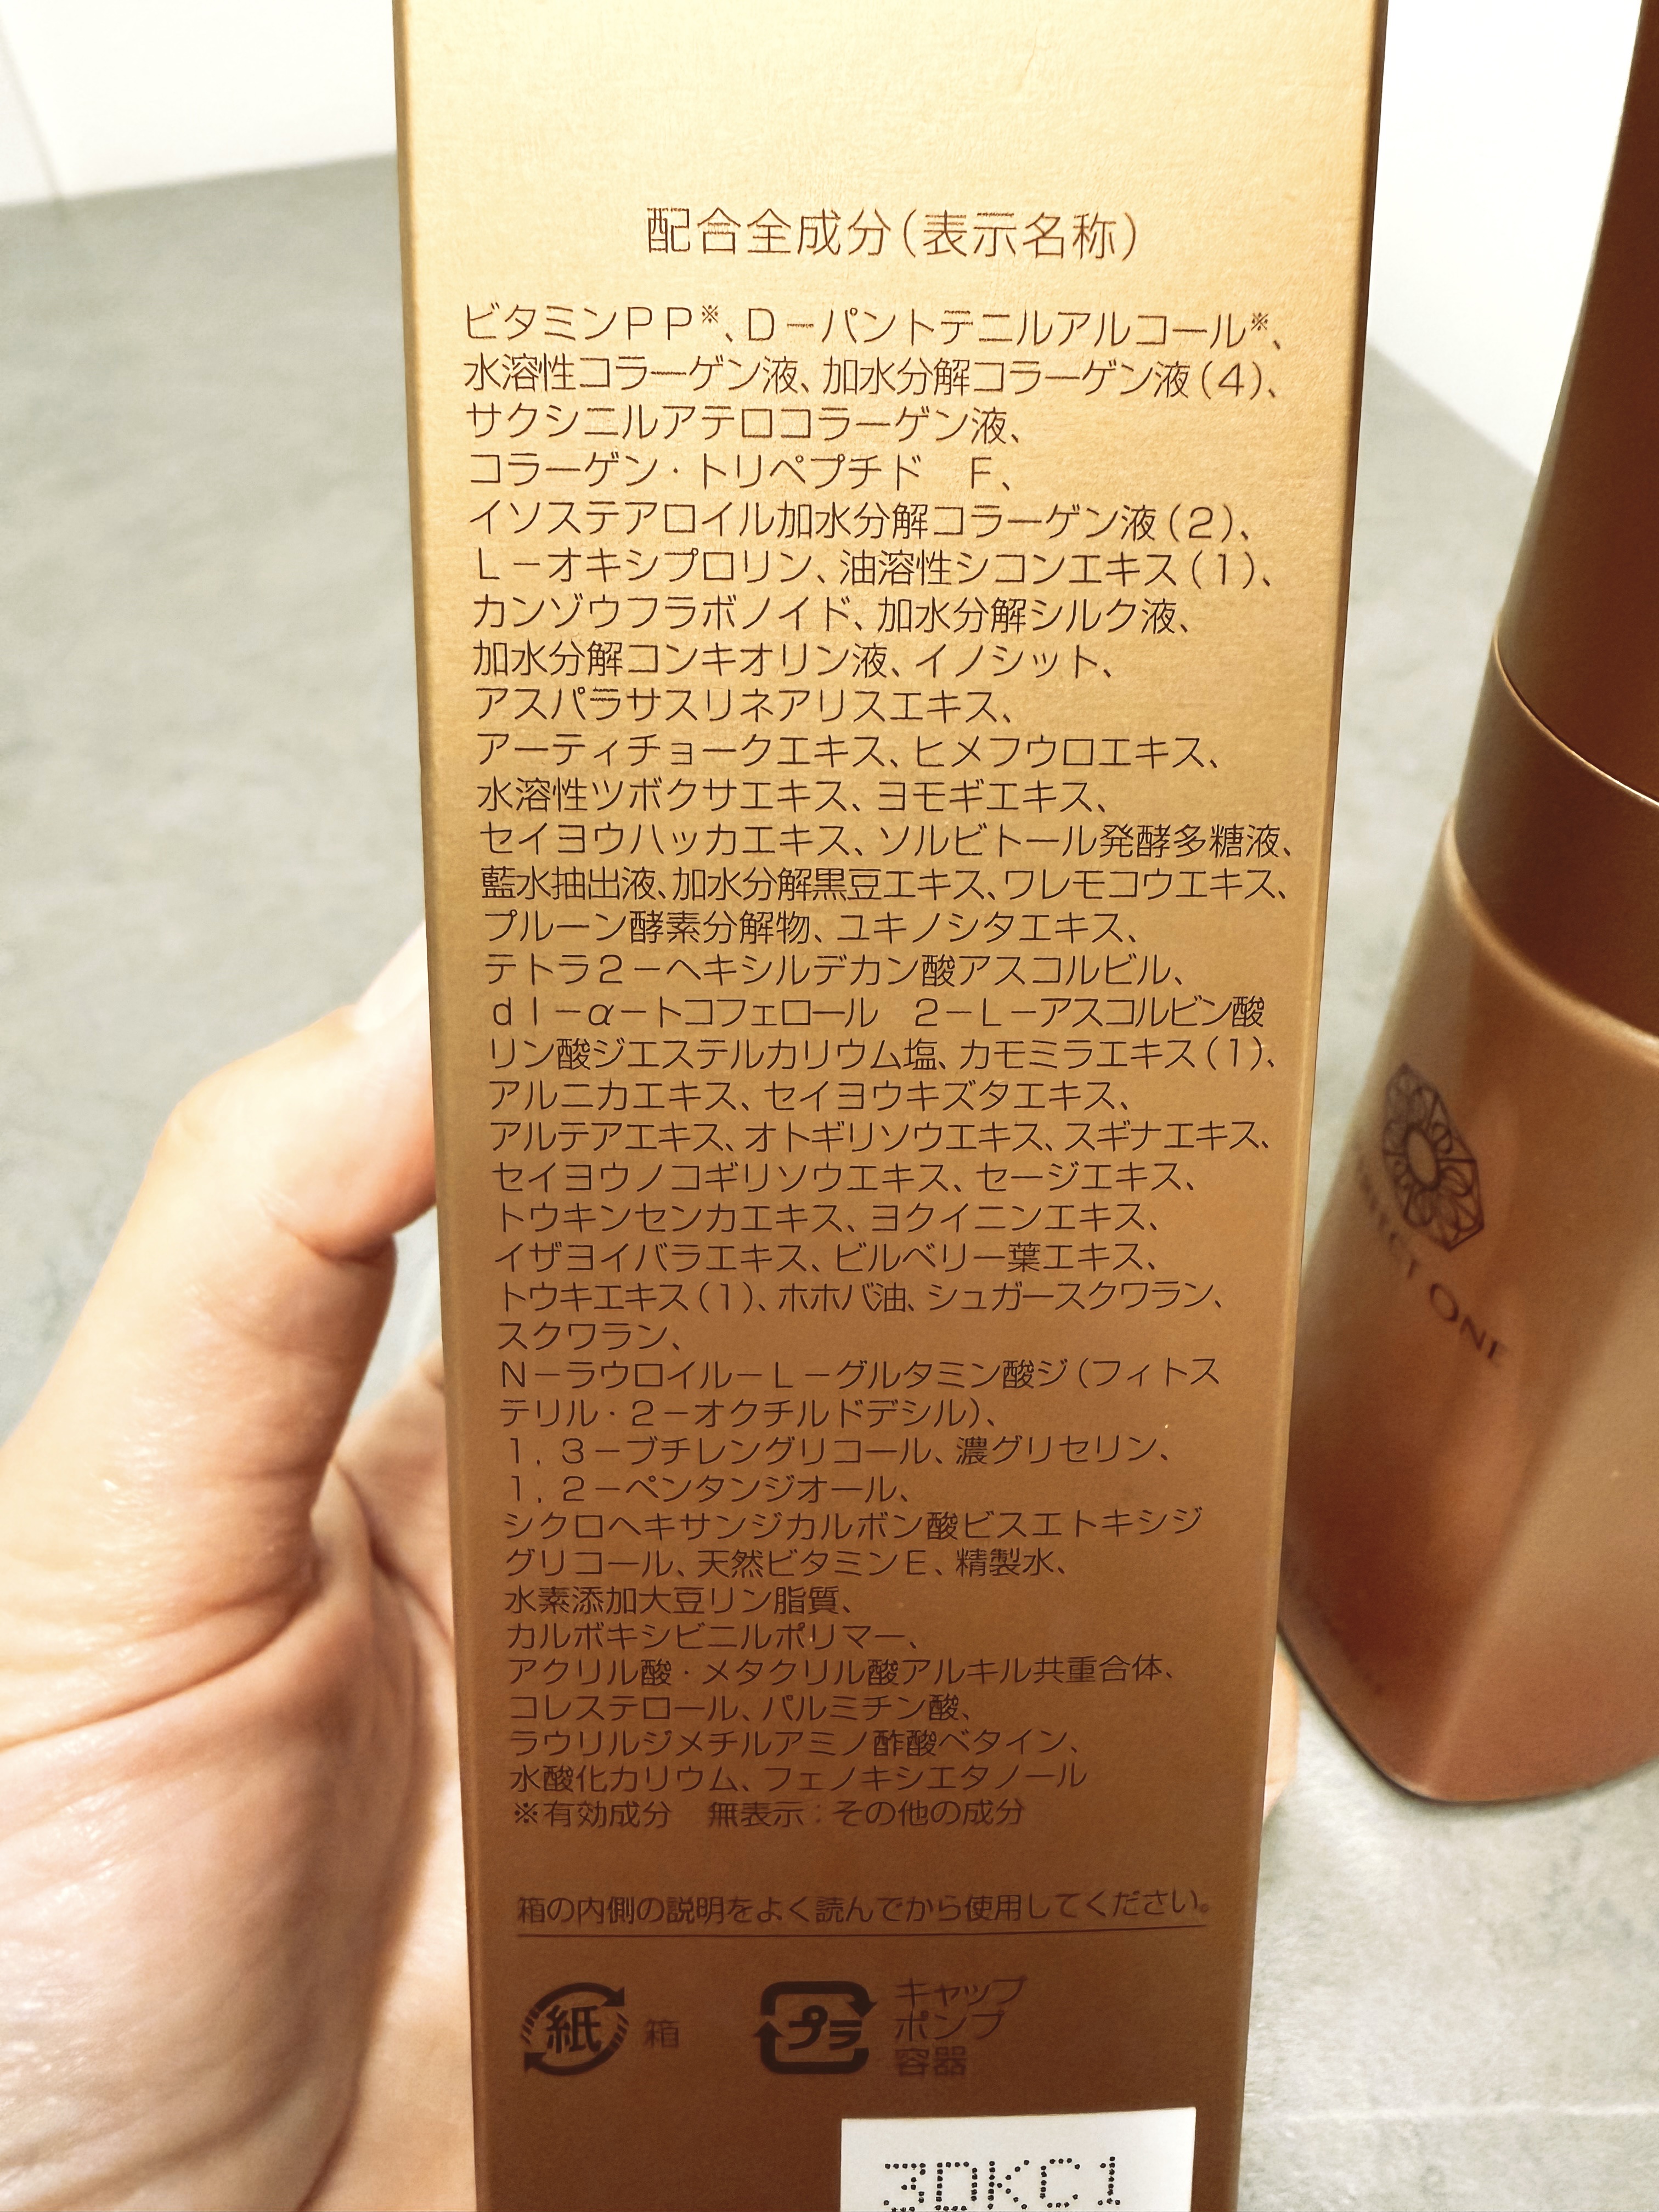 配合全成分(表示名称)
ビタミンPP※、D−パントテニルアルコール※、
水溶性コラーゲン液、加水分解コラーゲン液(4)、
サクシニルアテロコラーゲン液、
コラーゲン・トリペプチド　F、
イソステアロイル加水分解コラーゲン液(2)、
L−オキシプロリン、油溶性シコンエキス(1)、
カンゾウフラボノイド、加水分解シルク液、
加水分解コンキオリン液、イノシット、
アスパラサスリネアリスエキス、
アーティチョークエキス、ヒメフウロエキス、
水溶性ツボクサエキス、ヨモギエキス、
セイヨウハッカエキス、ソルビトール発酵多糖液、
藍水抽出液、加水分解黒豆エキス、ワレモコウエキス、
プルーン酵素分解物、ユキノシタエキス、
テトラ2−ヘキシルデカン酸アスコルビル、
dl−α−トコフェロール　2−L−アスコルビン酸
リン酸ジエステルカリウム塩、カモミラエキス(1)、
アルニカエキス、セイヨウキズタエキス、
アルテアエキス、オトギリソウエキス、スギナエキス、
セイヨウノコギリソウエキス、セージエキス、
トウキンセンカエキス、ヨクイニンエキス、
イザヨイバラエキス、ビルベリー葉エキス、
トウキエキス(1)、ホホバ油、シュガースクワラン、
スクワラン、
N−ラウロイル−L−グルタミン酸ジ(フィトス
テリル・2−オクチルドデシル)、
1,3−ブチレングリコール、濃グリセリン、
1,2−ペンタンジオール、
シクロヘキサンジカルボン酸ビスエトキシジ
グリコール、天然ビタミンE、精製水、
水素添加大豆リン脂質、
カルボキシビニルポリマー、
アクリル酸・メタクリル酸アルキル共重合体、
コレステロール、パルミチン酸、
ラウリルジメチルアミノ酢酸ベタイン、
水酸化カリウム、フェノキシエタノール
※有効成分　無表示:その他の成分
箱の内側の説明をよく読んでから使用してください。
紙 箱
プラ キャップ
ポンプ
容器
3DKC1
ONE